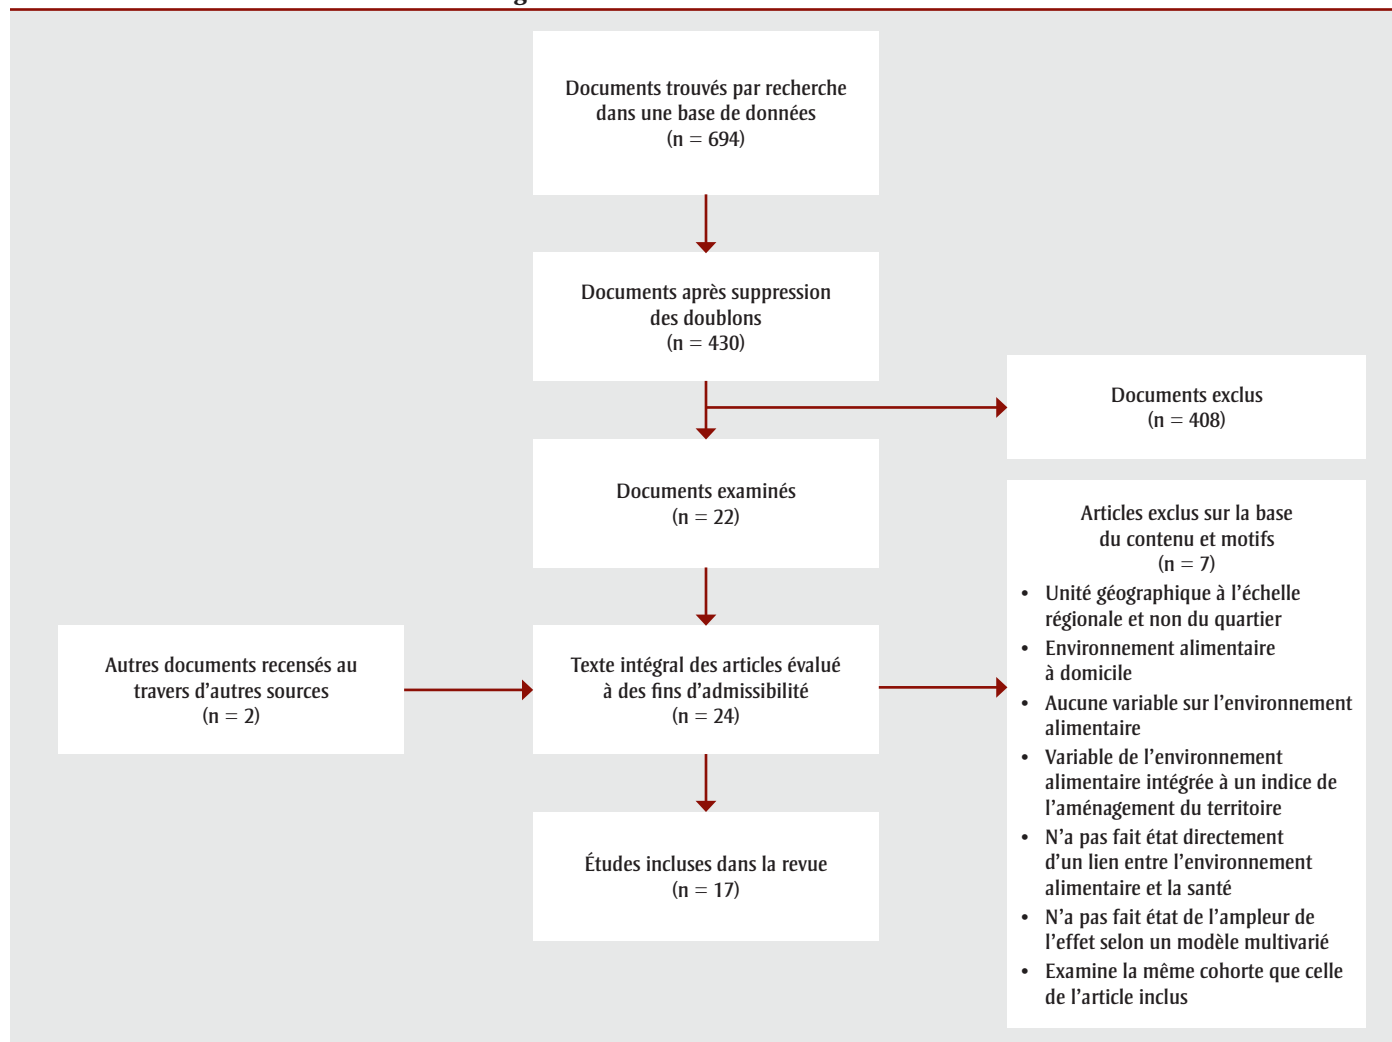 Documents trouvés par recherche
dans une base de données
(n = 694)
Documents après suppression
des doublons
(n = 430)
Documents exclus
(n = 408)
Documents examinés
(n = 22)
Autres documents recensés au
travers d'autres sources
(n = 2)
Texte intégral des articles évalué
à des fins d'admissibilité
(n = 24)
Articles exclus sur la base
du contenu et motifs
(n = 7)
• Unité géographique à l'échelle
régionale et non du quartier
• Environnement alimentaire
à domicile
• Aucune variable sur l'environnement
alimentaire
• Variable de l'environnement
alimentaire intégrée à un indice de
l'aménagement du territoire
• N'a pas fait état directement
d'un lien entre l'environnement
alimentaire et la santé
• N'a pas fait état de l'ampleur de
l'effet selon un modèle multivarié
• Examine la même cohorte que celle
de l'article inclus
Études incluses dans la revue
(n = 17)